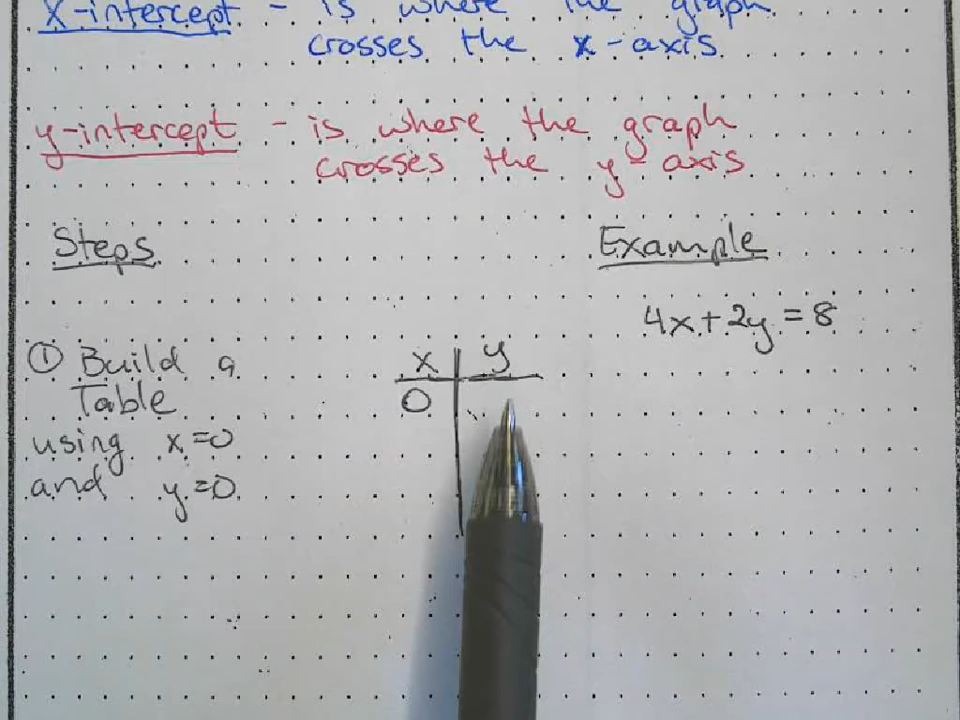 x-intercept - is where the graph
crosses the x-axis
y-intercept - is where the graph
crosses the y-axis
Steps
Example
4x+2y=8
① Build a
Table
using x=0
and y=0
x y
0